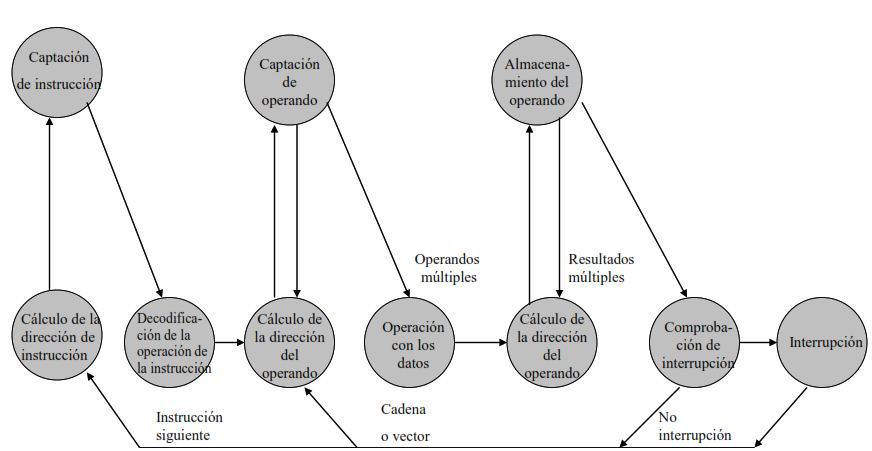 Captación
de instrucción
Captación
de
operando
Almacena-
miento del
operando
Operandos
múltiples
Resultados
múltiples
Cálculo de la
dirección de
instrucción
Decodifica-
ción de la
operación de
la instrucción
Cálculo de
la dirección
del
operando
Operación
con los
datos
Cálculo de
la dirección
del
operando
Comproba-
ción de
interrupción
Interrupción
Instrucción
siguiente
Cadena
o vector
No
interrupción